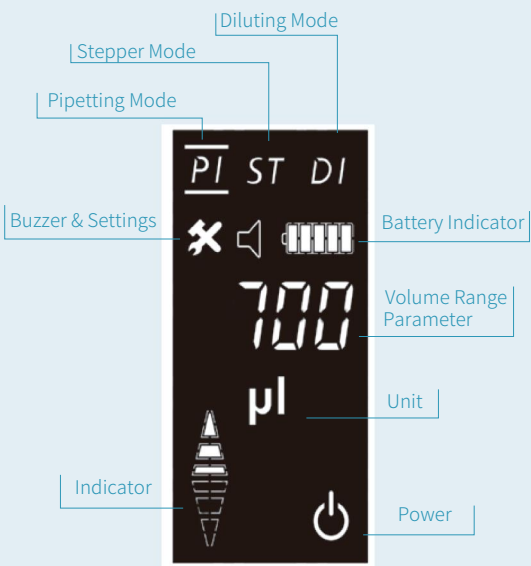 Diluting Mode
Stepper Mode
Pipetting Mode
PI ST DI
Buzzer & Settings
Battery Indicator
700
Volume Range
Parameter
µl
Unit
Indicator
Power